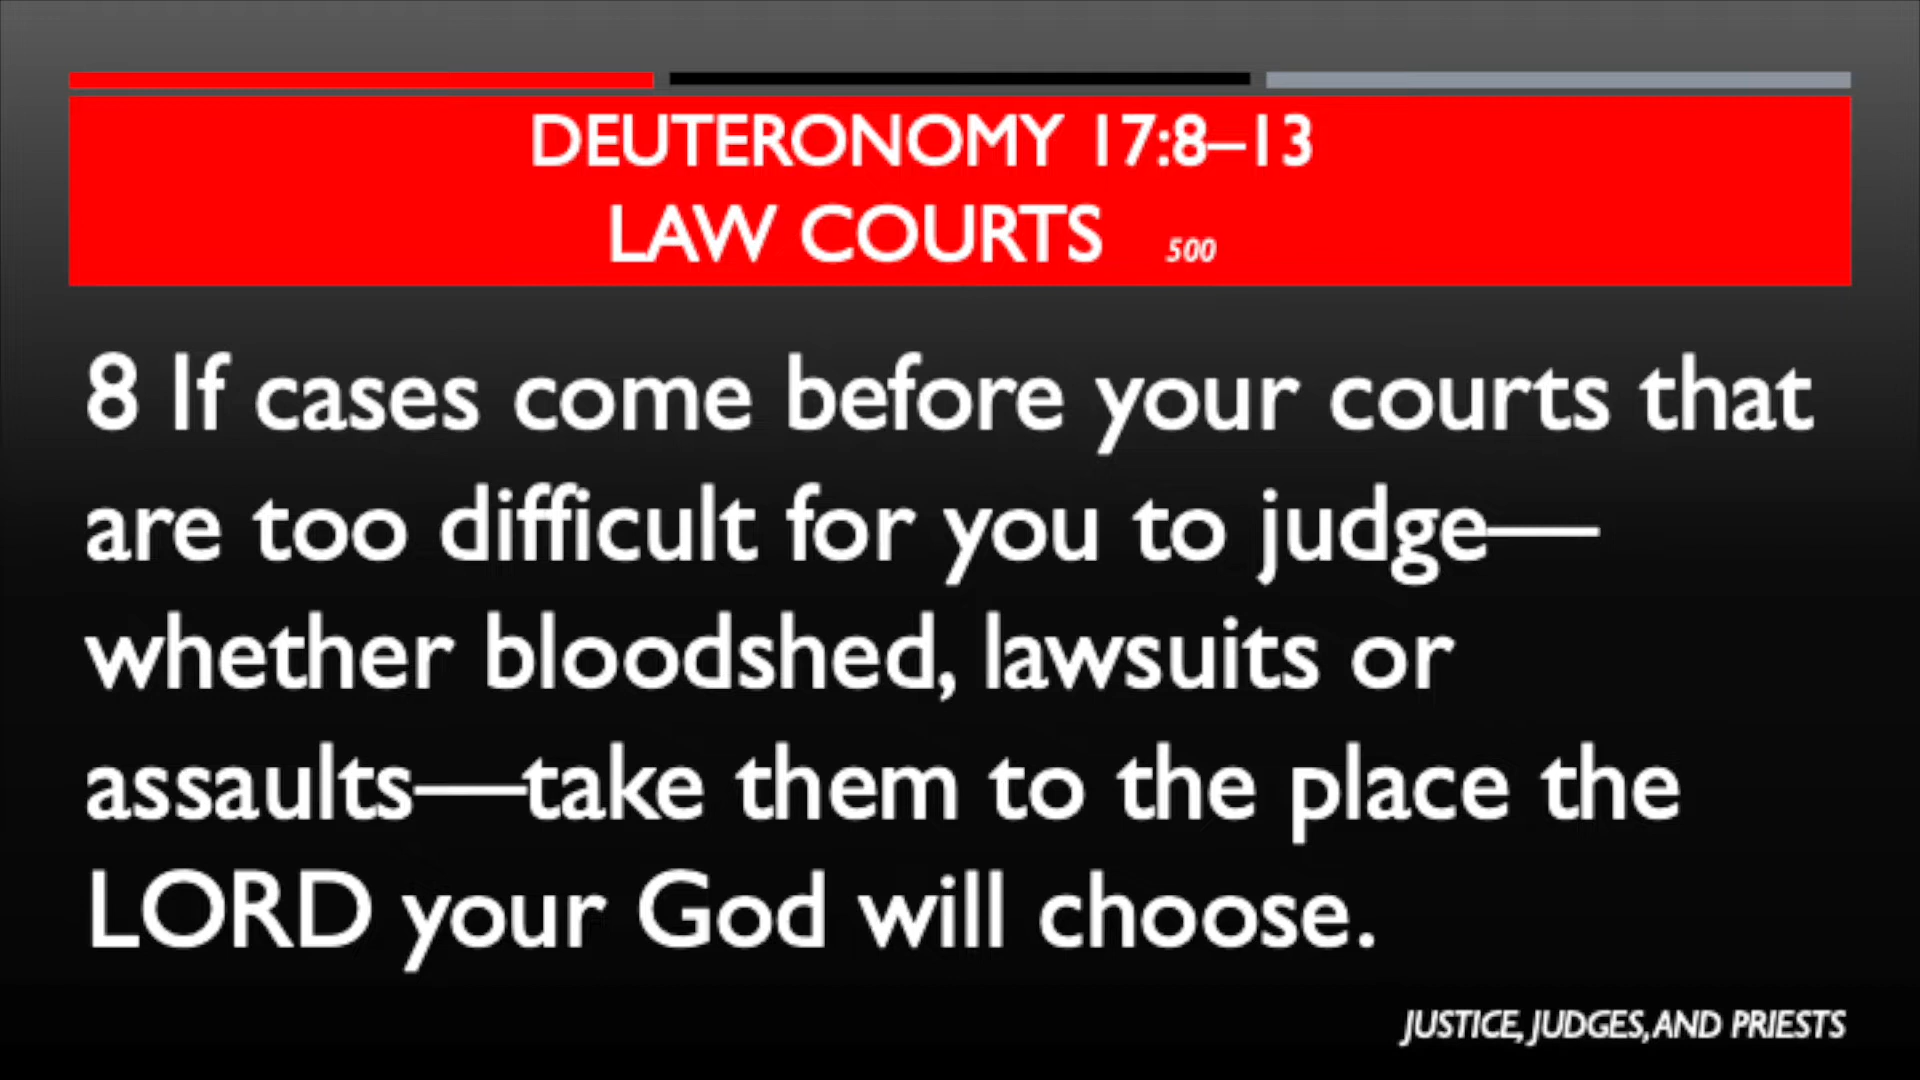 DEUTERONOMY 17:8–13
LAW COURTS 500
8 If cases come before your courts that
are too difficult for you to judge—
whether bloodshed, lawsuits or
assaults—take them to the place the
LORD your God will choose.
JUSTICE, JUDGES, AND PRIESTS